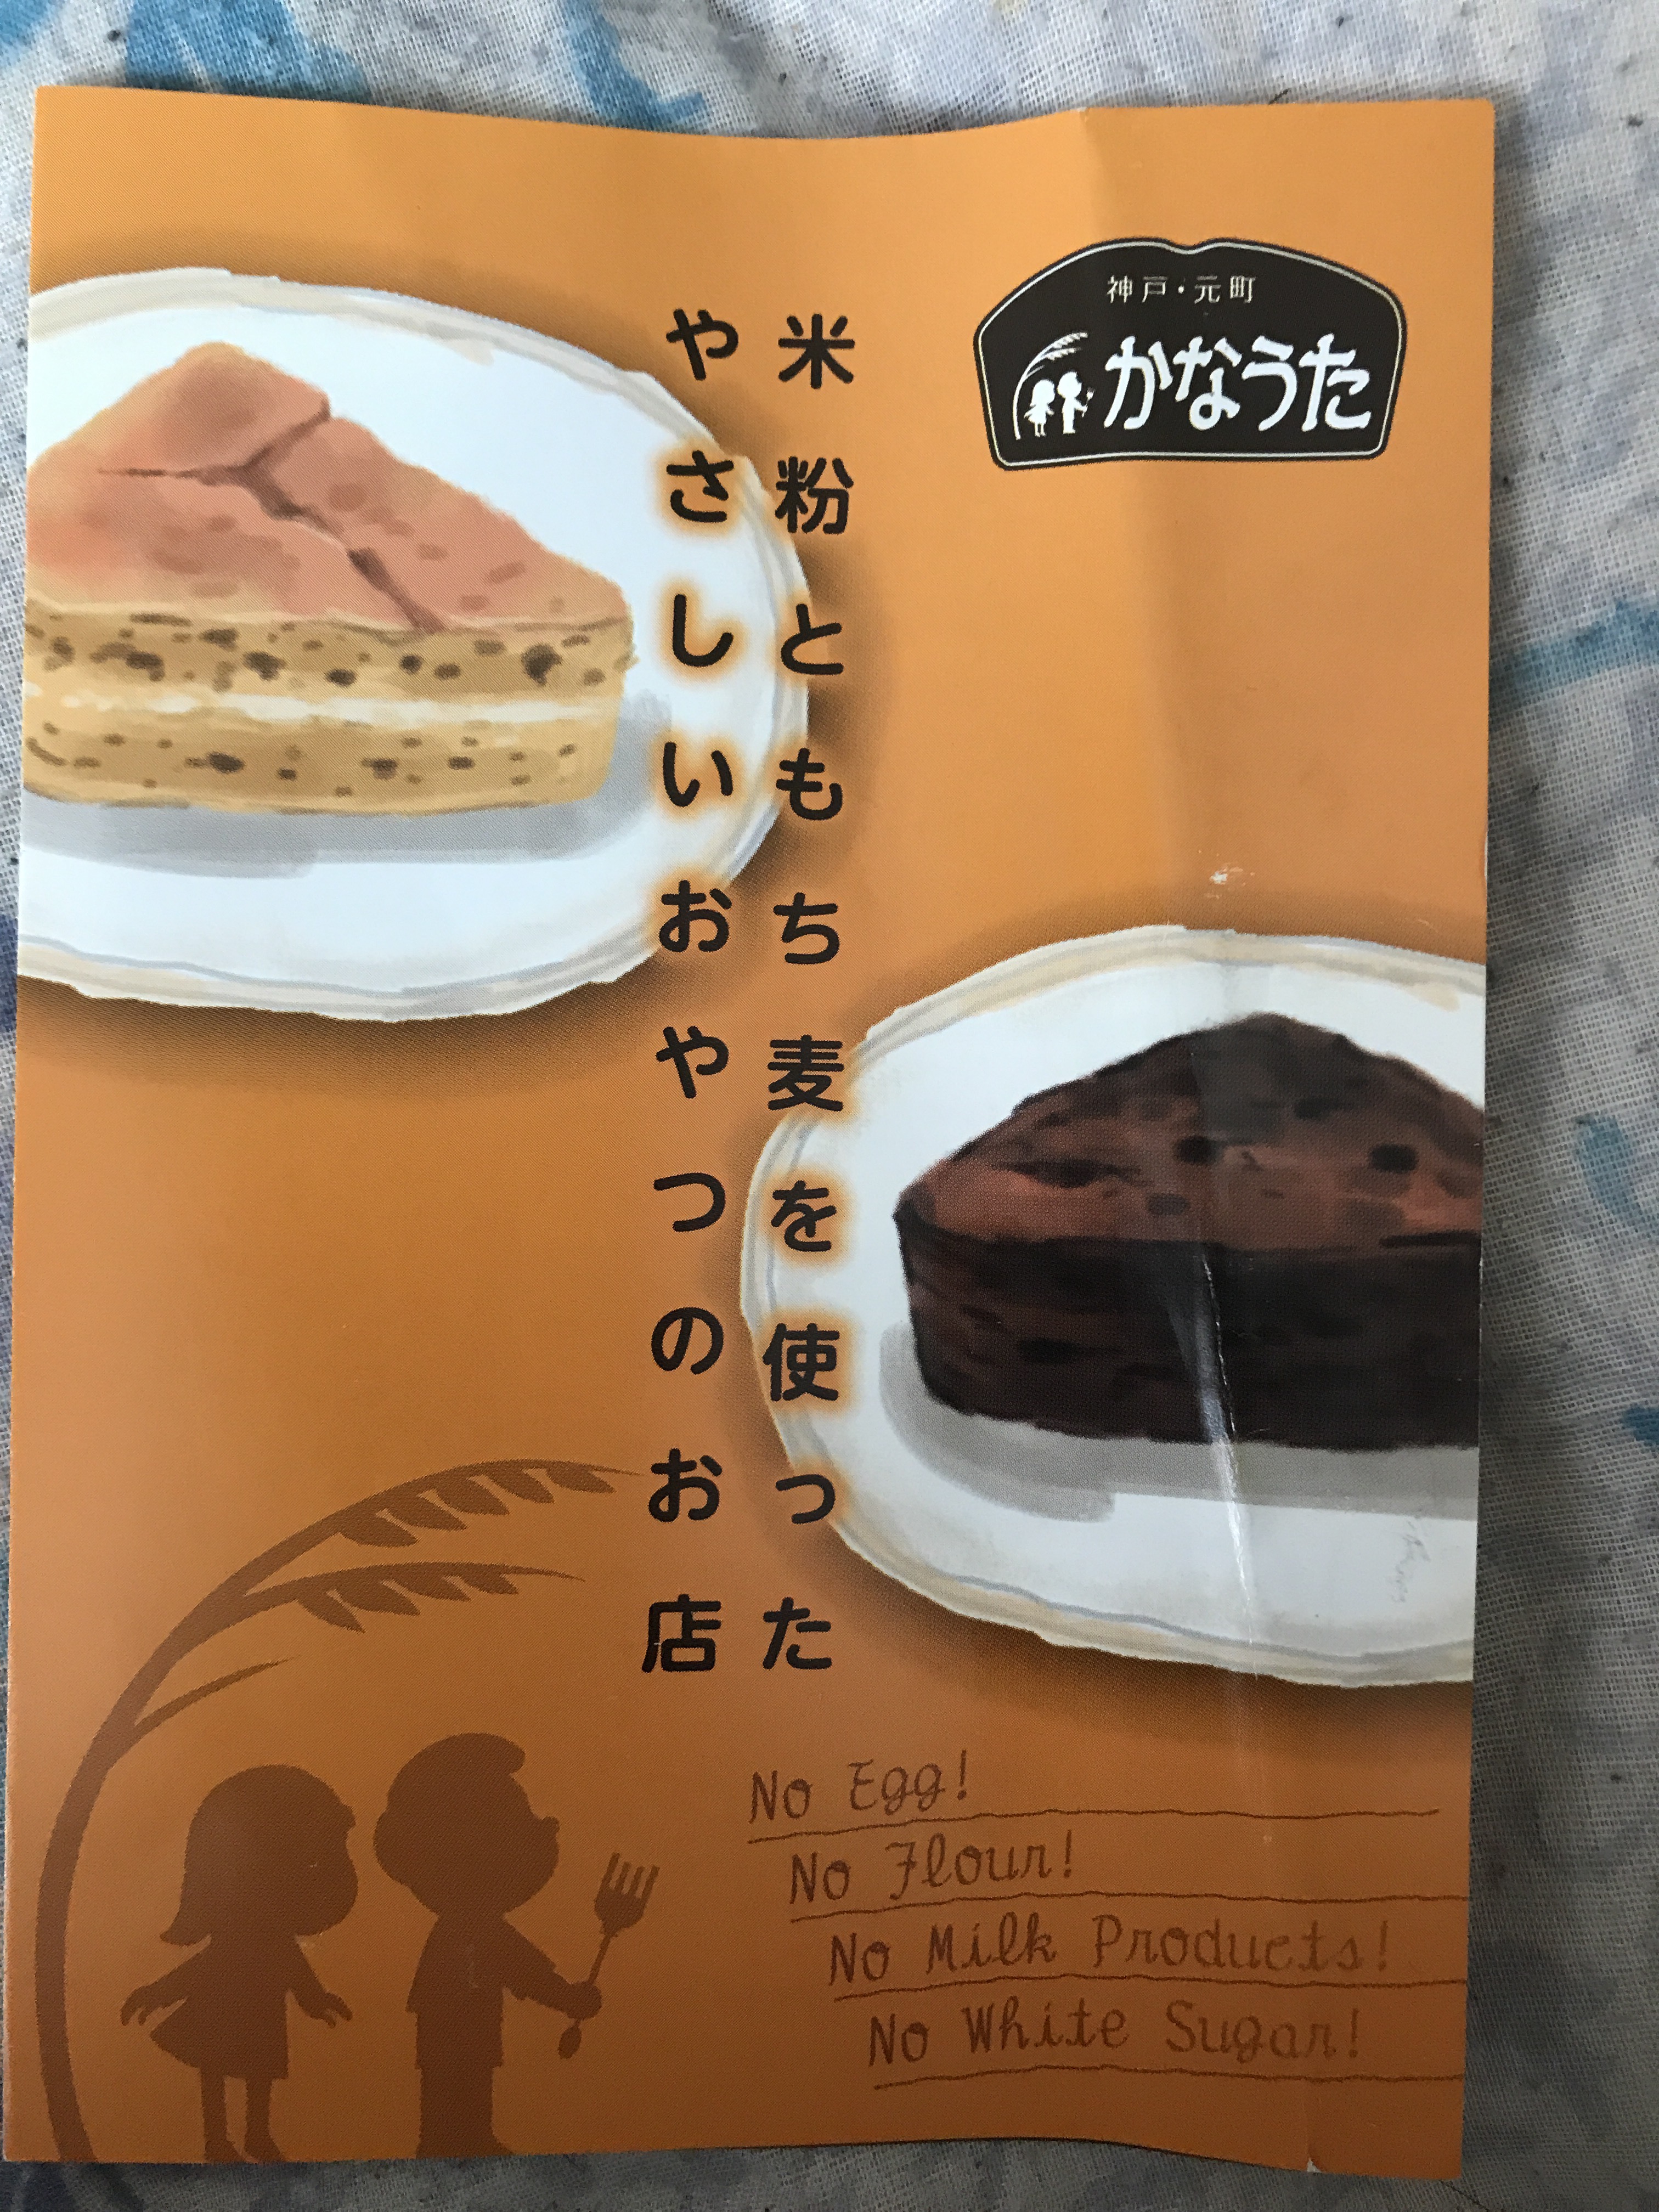 神戸・元町
かなうた
米粉ともち麦を使った
やさしいおやつのお店
No Egg!
No Flour!
No Milk Products!
No White Sugar!